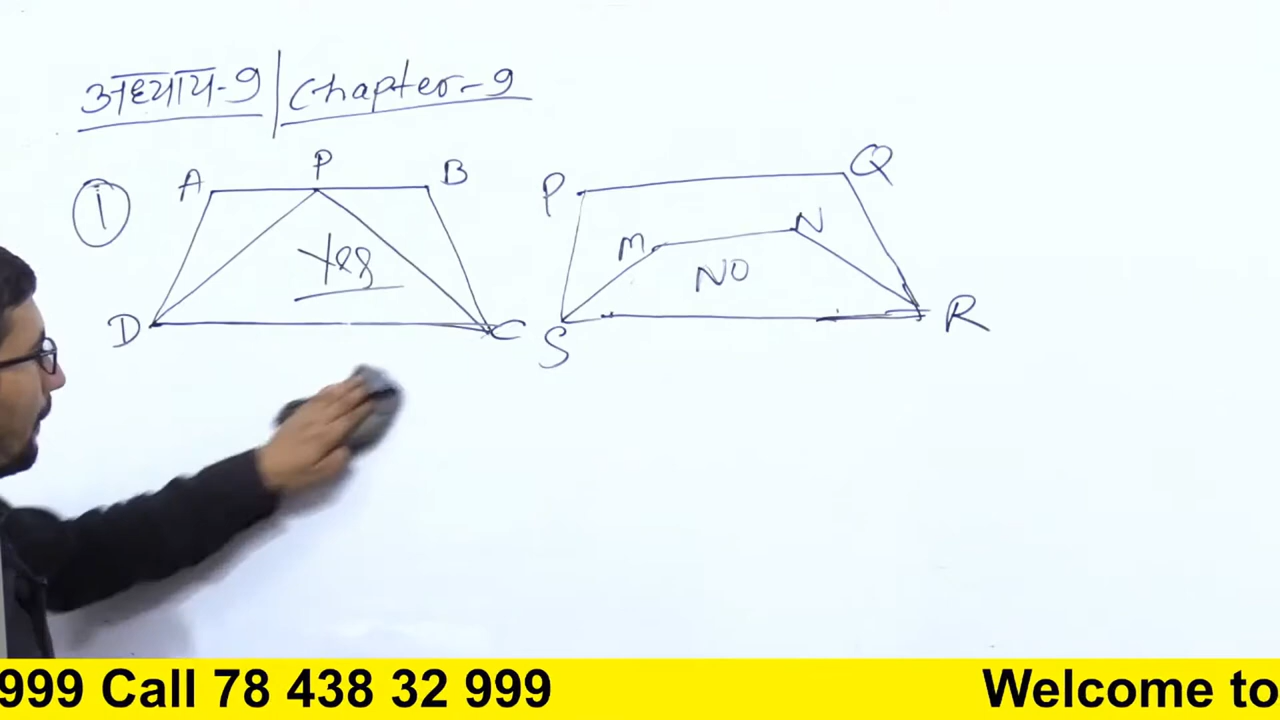 अध्याय-9 | Chapter-9
1
A P B
Yes
D C
P Q
M N
NO
S R
999 Call 78 438 32 999
Welcome to